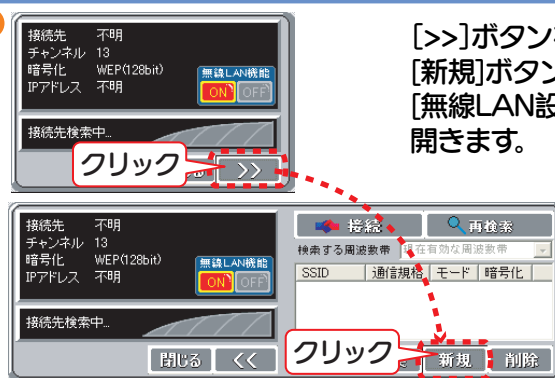 接続先 不明
チャンネル 13
暗号化 WEP(128bit)
IPアドレス 不明
無線LAN機能
ON OFF
接続先検索中...
クリック
>>
[>>]ボタン
[新規]ボタン
[無線LAN設
開きます。
接続先 不明
チャンネル 13
暗号化 WEP(128bit)
IPアドレス 不明
無線LAN機能
ON OFF
接続先検索中...
閉じる <<
接続 再検索
検索する周波数帯 現在有効な周波数帯
SSID 通信規格 モード 暗号化
クリック
新規 削除